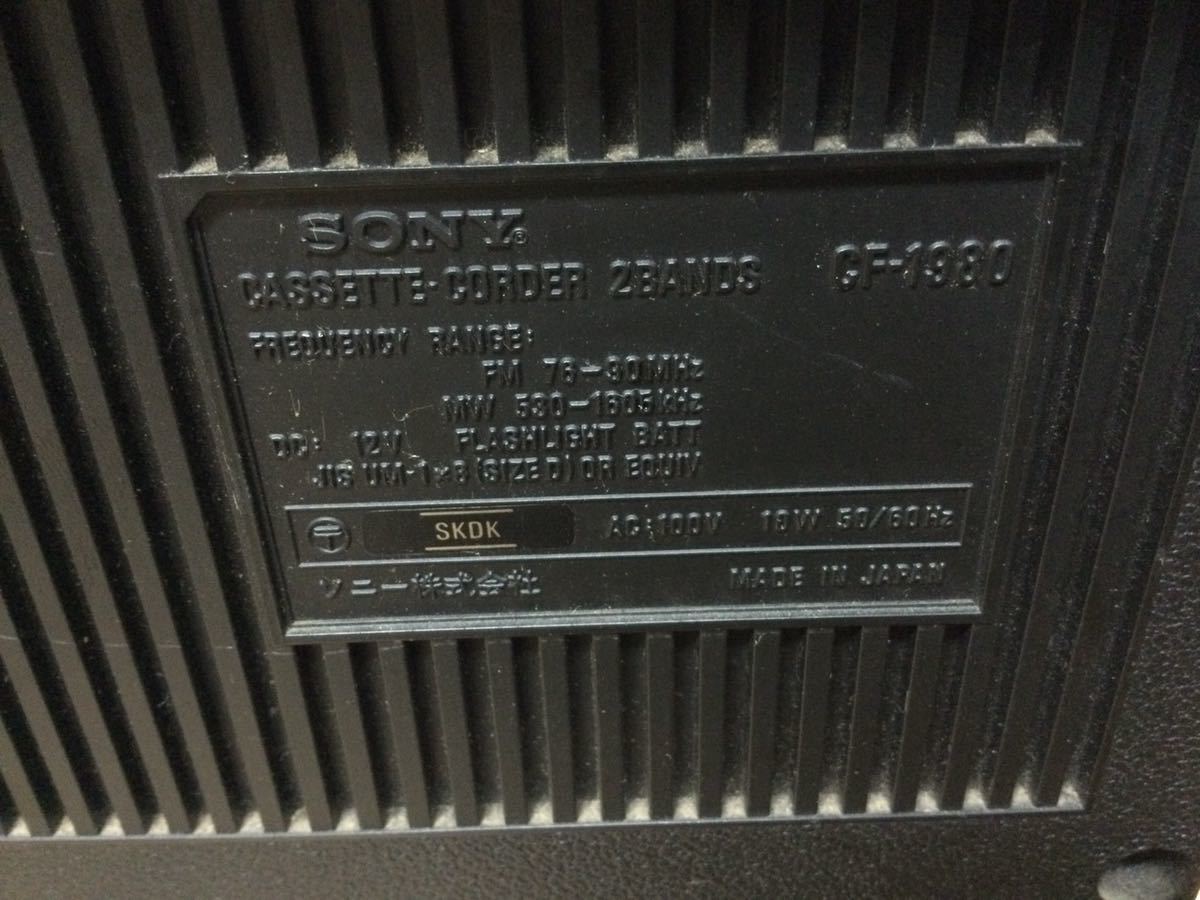 SONY®
CASSETTE-CORDER 2BANDS CF-1980
FREQUENCY RANGE:
FM 76-90MHz
MW 530-1605kHz
DC: 12V FLASHLIGHT BATT
JIS UM-1×8 (SIZE D) OR EQUIV
〒 SKDK AC:100V 19W 50/60Hz
ソニー株式会社 MADE IN JAPAN